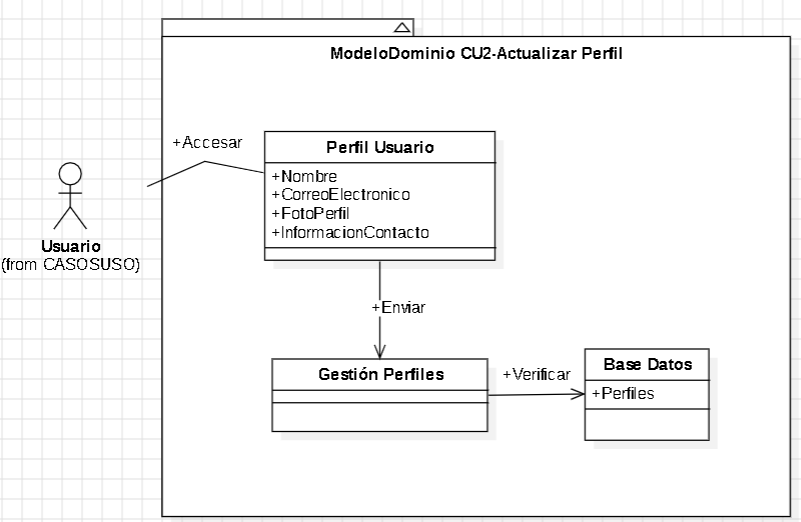 ModeloDominio CU2-Actualizar Perfil
+Accesar
Perfil Usuario
+Nombre
+CorreoElectronico
+FotoPerfil
+InformacionContacto
Usuario
(from CASOSUSO)
+Enviar
Gestión Perfiles
+Verificar
Base Datos
+Perfiles